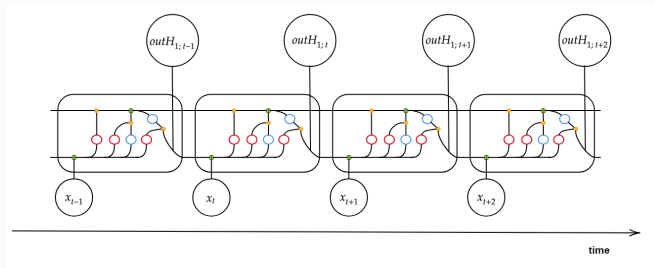 outH₁; t−1
outH₁; t
outH₁; t+1
outH₁; t+2
xt−1
xt
xt+1
xt+2
time